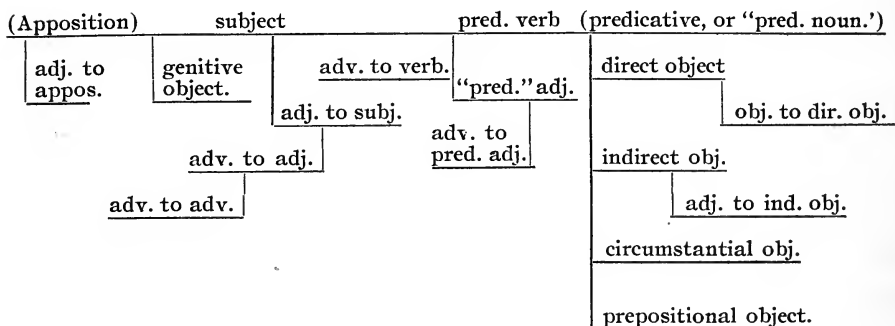 (Apposition) subject pred. verb (predicative, or “pred. noun.’)
adj. to appos.
genitive object.
adv. to verb.
“pred.” adj.
direct object
adj. to subj.
obj. to dir. obj.
adv. to pred. adj.
adv. to adj.
indirect obj.
adv. to adv.
adj. to ind. obj.
circumstantial obj.
prepositional object.